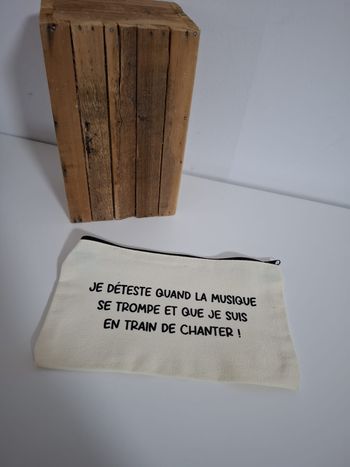 JE DÉTESTE QUAND LA MUSIQUE
SE TROMPE ET QUE JE SUIS
EN TRAIN DE CHANTER !